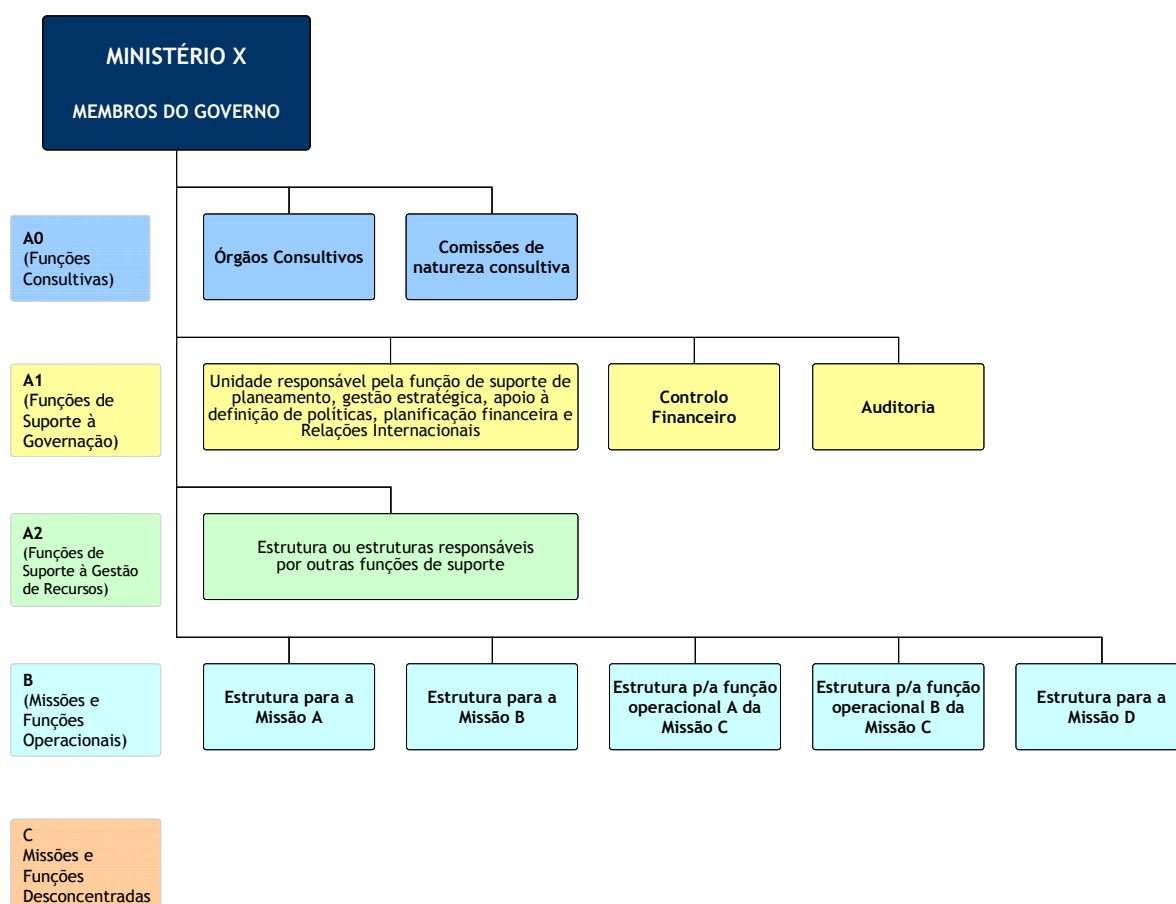 MINISTÉRIO X
MEMBROS DO GOVERNO
A0
(Funções
Consultivas)
Órgãos Consultivos
Comissões de
natureza consultiva
A1
(Funções de
Suporte à
Governação)
Unidade responsável pela função de suporte de
planeamento, gestão estratégica, apoio à
definição de políticas, planificação financeira e
Relações Internacionais
Controlo
Financeiro
Auditoria
A2
(Funções de
Suporte à Gestão
de Recursos)
Estrutura ou estruturas responsáveis
por outras funções de suporte
B
(Missões e
Funções
Operacionais)
Estrutura para a
Missão A
Estrutura para a
Missão B
Estrutura p/a função
operacional A da
Missão C
Estrutura p/a função
operacional B da
Missão C
Estrutura para a
Missão D
C
Missões e
Funções
Desconcentradas